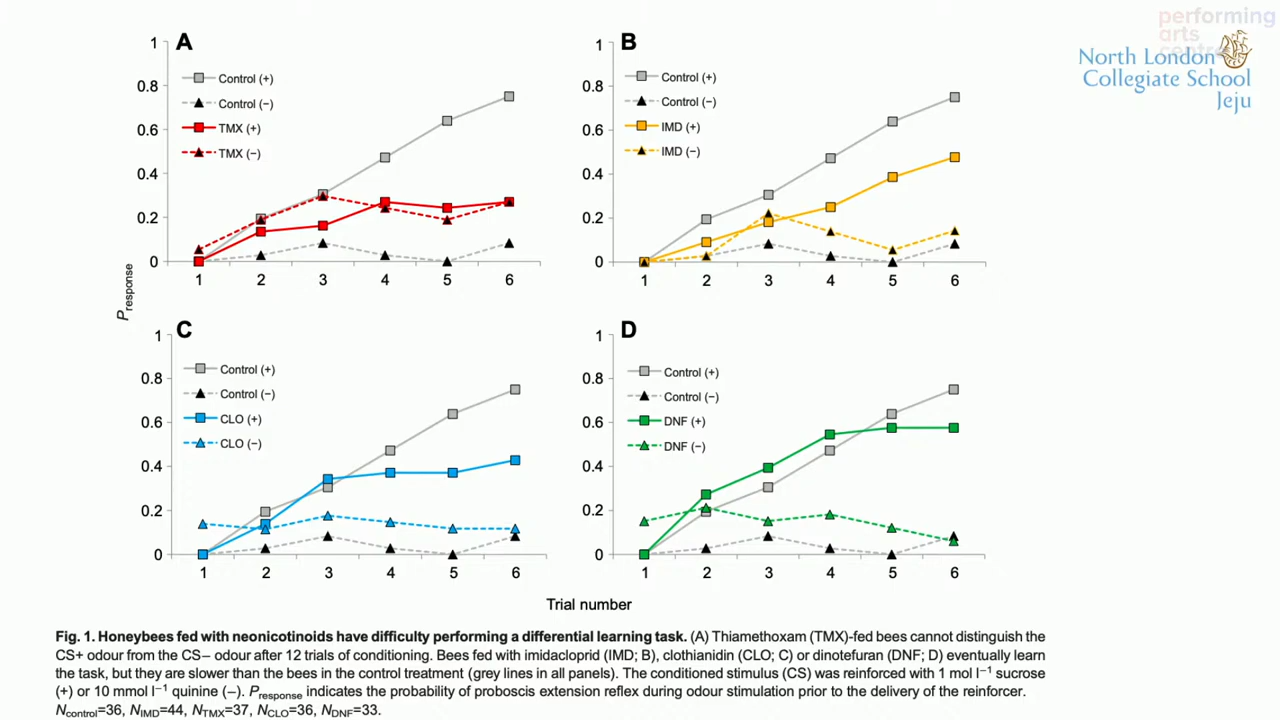 performing
arts
centre
North London
Collegiate School
Jeju
A
1
0.8
0.6
0.4
0.2
0
Control (+)
Control (−)
TMX (+)
TMX (−)
1 2 3 4 5 6
B
1
0.8
0.6
0.4
0.2
0
Control (+)
Control (−)
IMD (+)
IMD (−)
1 2 3 4 5 6
Presponse
C
1
0.8
0.6
0.4
0.2
0
Control (+)
Control (−)
CLO (+)
CLO (−)
1 2 3 4 5 6
D
1
0.8
0.6
0.4
0.2
0
Control (+)
Control (−)
DNF (+)
DNF (−)
1 2 3 4 5 6
Trial number
Fig. 1. Honeybees fed with neonicotinoids have difficulty performing a differential learning task. (A) Thiamethoxam (TMX)-fed bees cannot distinguish the
CS+ odour from the CS− odour after 12 trials of conditioning. Bees fed with imidacloprid (IMD; B), clothianidin (CLO; C) or dinotefuran (DNF; D) eventually learn
the task, but they are slower than the bees in the control treatment (grey lines in all panels). The conditioned stimulus (CS) was reinforced with 1 mol l−1 sucrose
(+) or 10 mmol l−1 quinine (−). Presponse indicates the probability of proboscis extension reflex during odour stimulation prior to the delivery of the reinforcer.
Ncontrol=36, NIMD=44, NTMX=37, NCLO=36, NDNF=33.